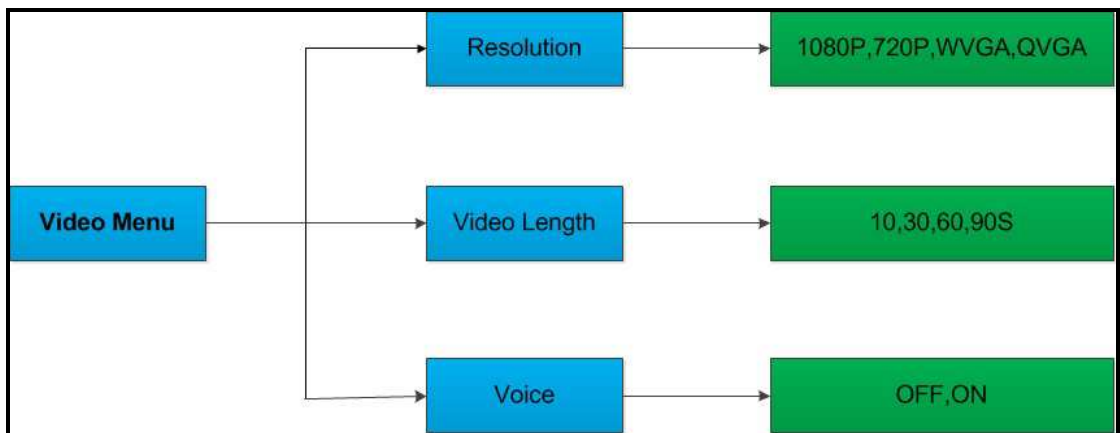 Resolution
1080P,720P,WVGA,QVGA
Video Menu
Video Length
10,30,60,90S
Voice
OFF,ON